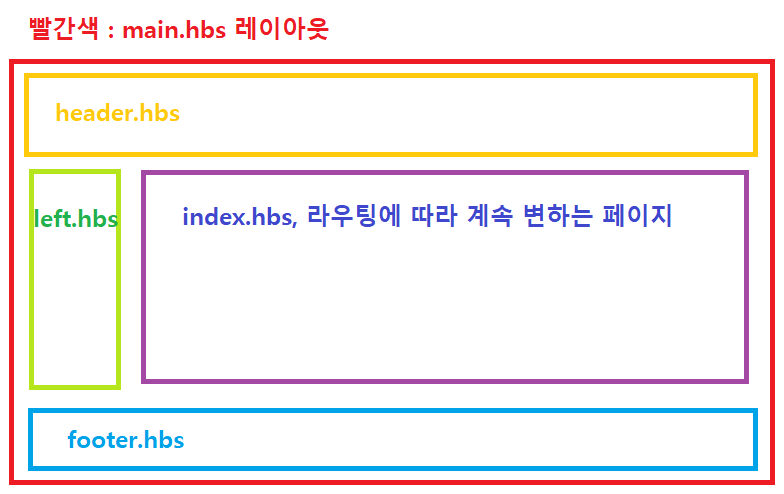 빨간색 : main.hbs 레이아웃
header.hbs
left.hbs
index.hbs, 라우팅에 따라 계속 변하는 페이지
footer.hbs